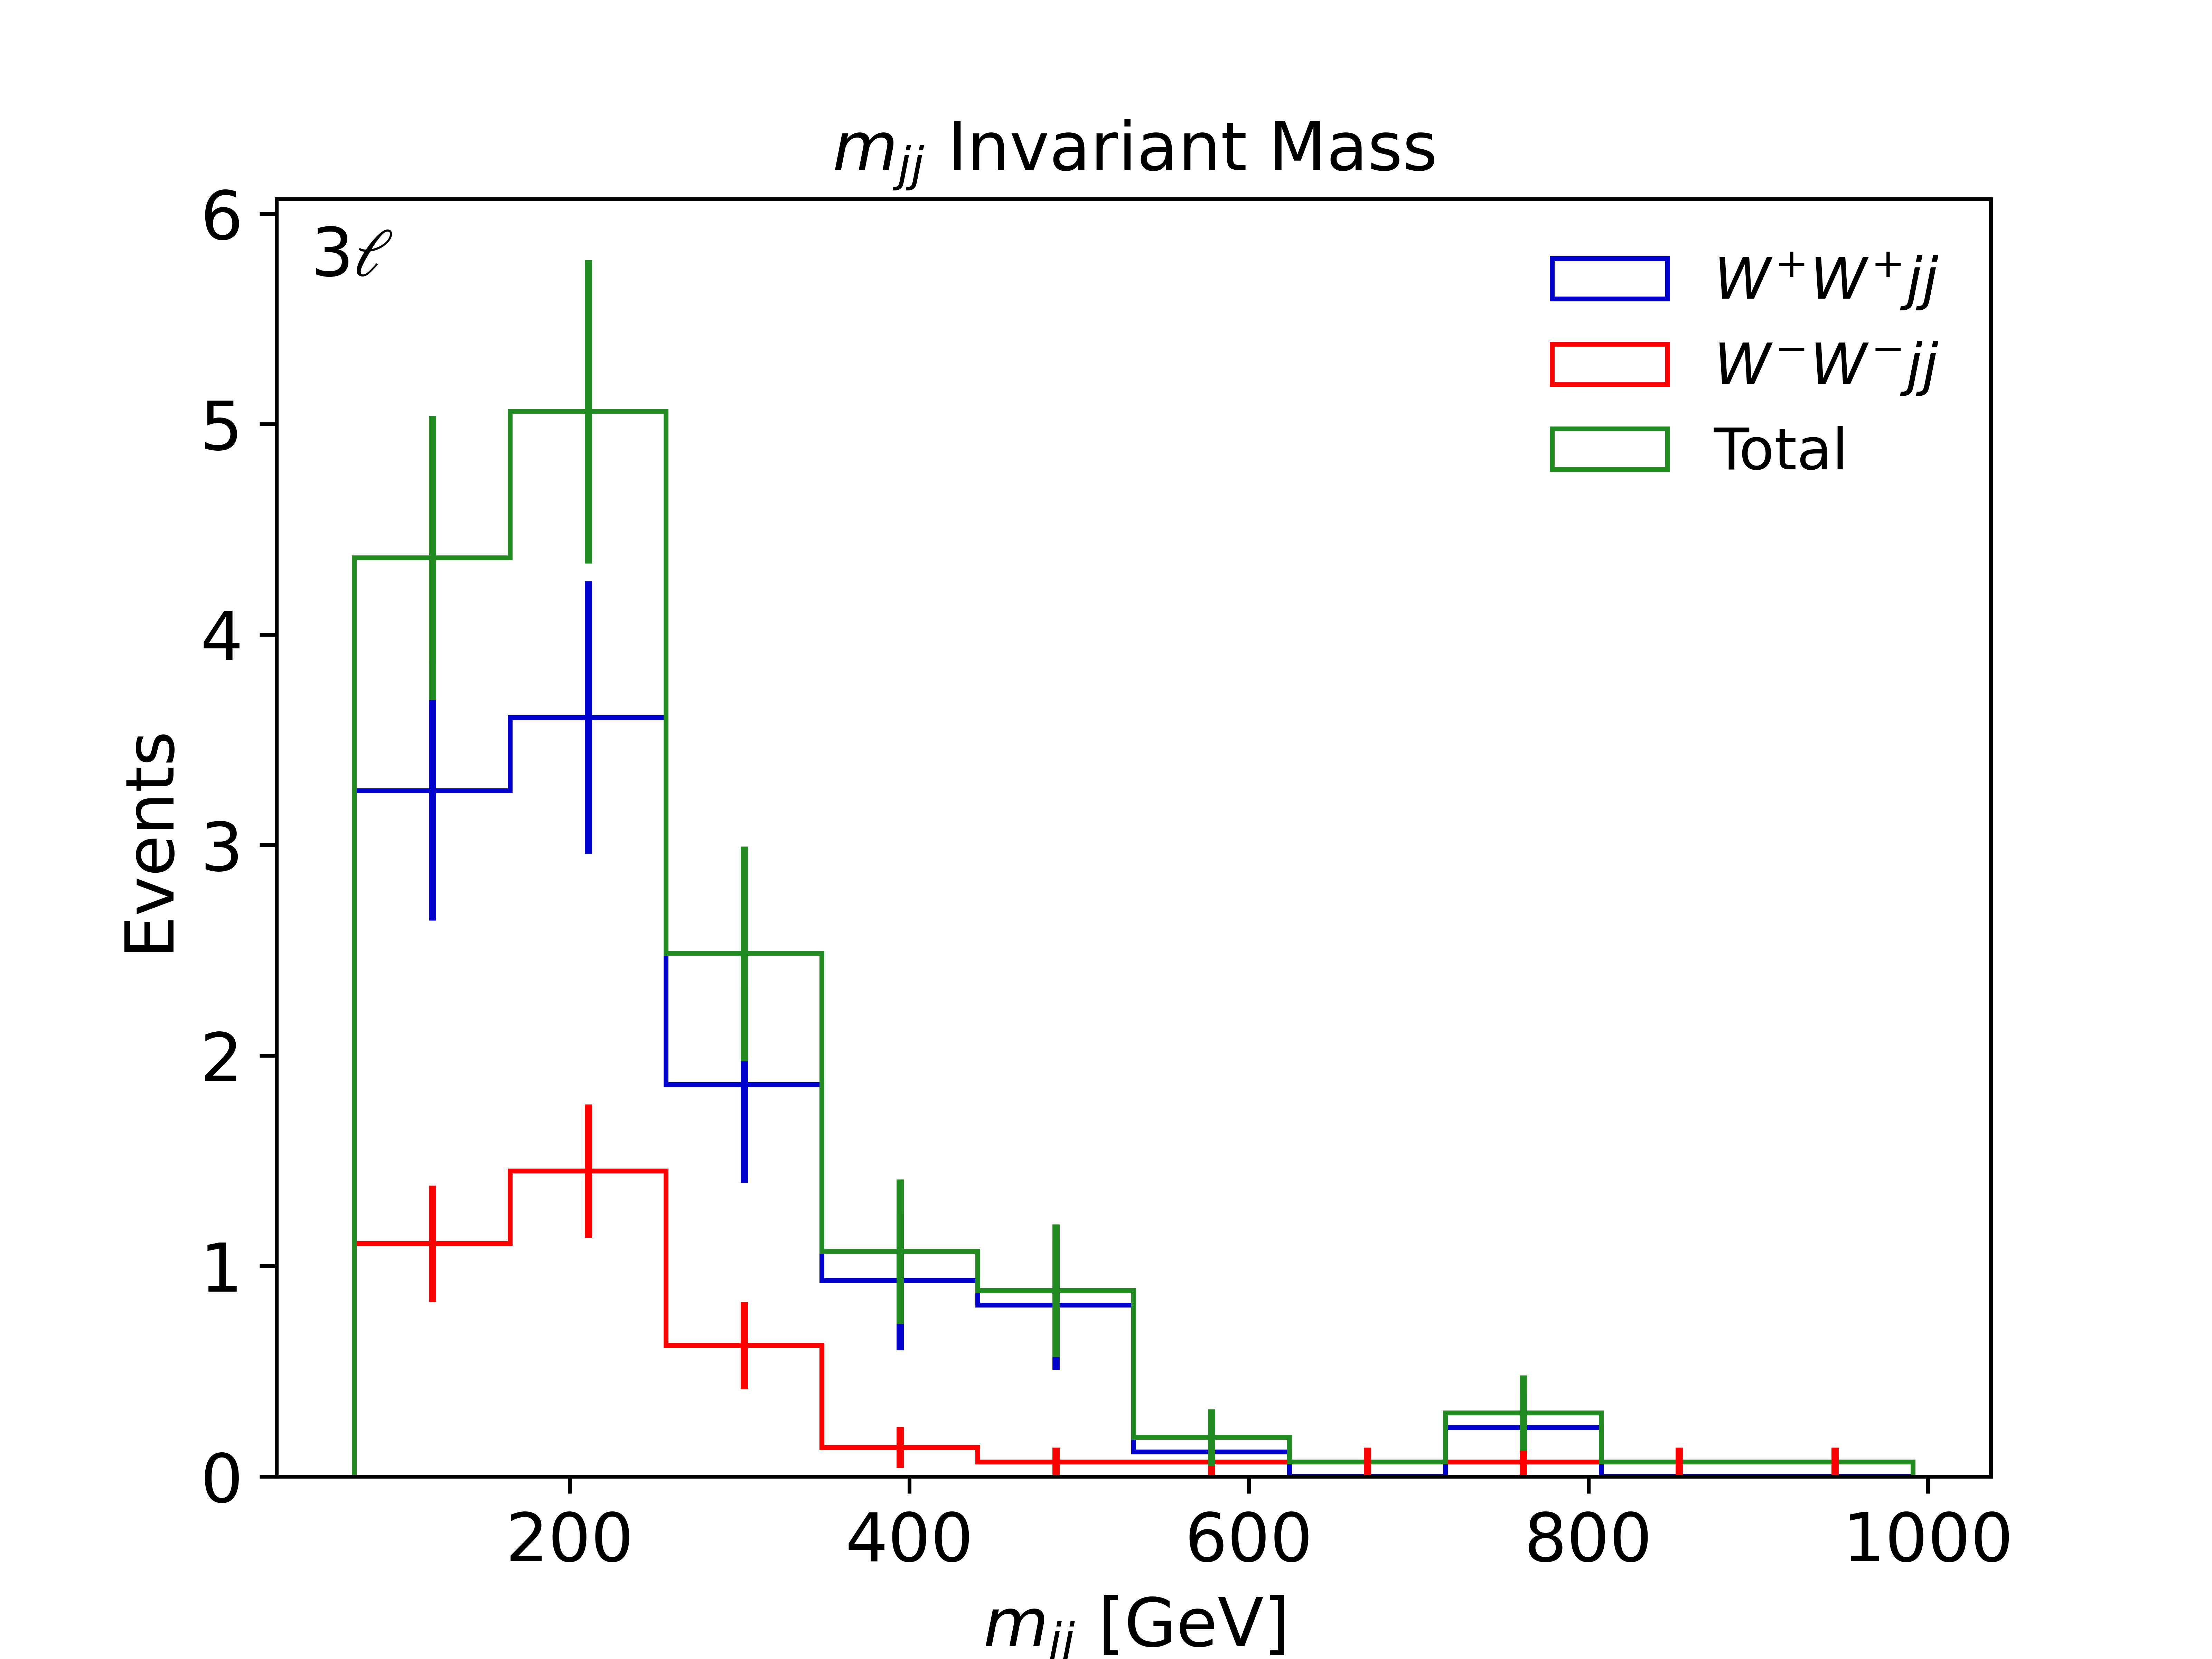 m_jj Invariant Mass
3ℓ
W⁺W⁺jj
W⁻W⁻jj
Total
Events
6
5
4
3
2
1
0
200 400 600 800 1000
m_jj [GeV]